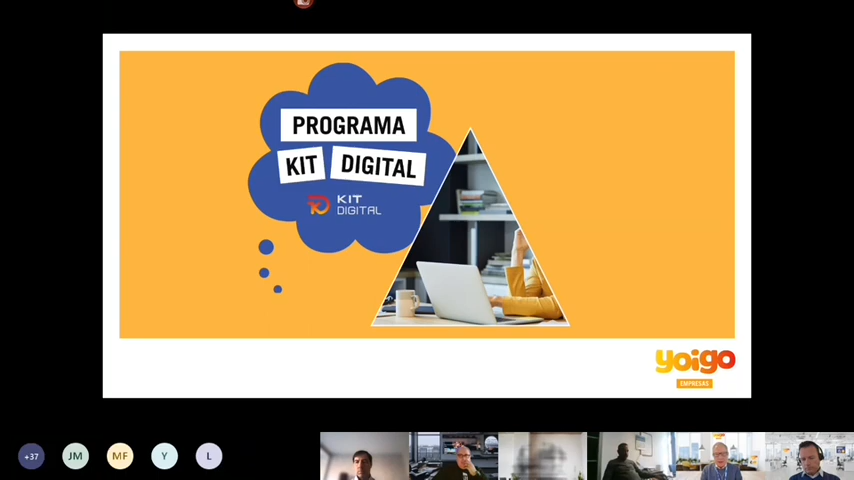 PROGRAMA
KIT DIGITAL
KIT
DIGITAL
yoigo
EMPRESAS
+37
JM
MF
Y
L